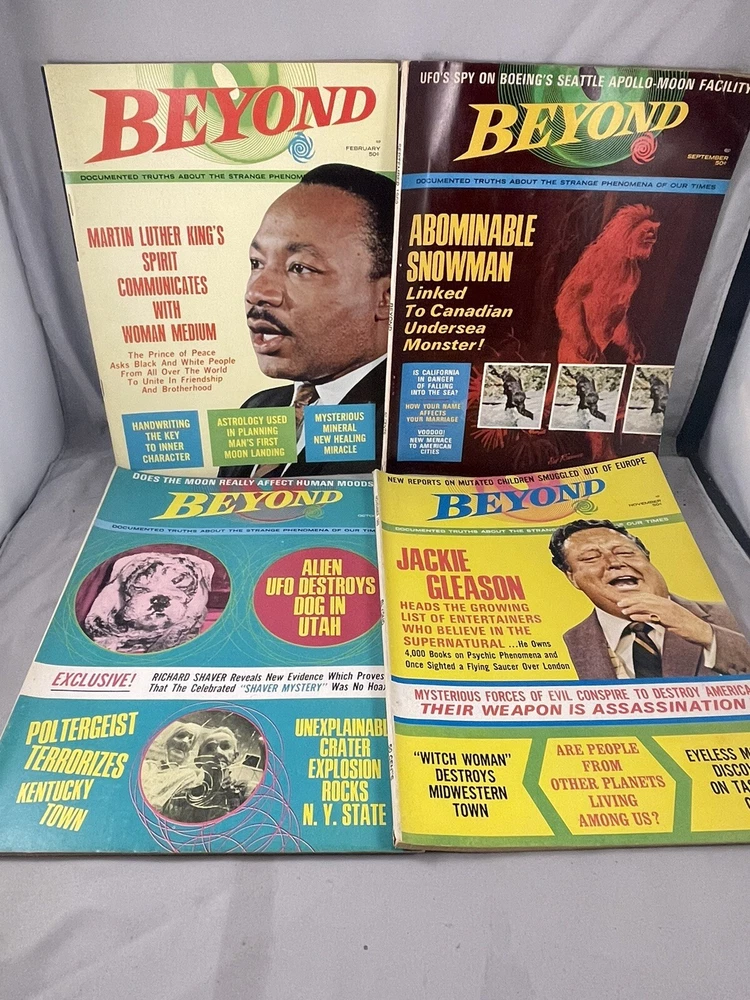 BEYOND
FEBRUARY
50¢
DOCUMENTED TRUTHS ABOUT THE STRANGE
MARTIN LUTHER KING'S
SPIRIT
COMMUNICATES
WITH
WOMAN MEDIUM
The Prince of Peace
Asks Black And White People
From All Over The World
To Unite In Friendship
And Brotherhood
HANDWRITING
THE KEY
TO INNER
CHARACTER
ASTROLOGY USED
IN PLANNING
MAN'S FIRST
MOON LANDING
MYSTERIOUS
MINERAL
NEW HEALING
MIRACLE
UFO'S SPY ON BOEING'S SEATTLE APOLLO-MOON FACILITY
BEYOND
SEPTEMBER
50¢
DOCUMENTED TRUTHS ABOUT THE STRANGE PHENOMENA OF OUR TIMES
ABOMINABLE
SNOWMAN
Linked
To Canadian
Undersea
Monster!
IS CALIFORNIA
IN DANGER
OF FALLING
INTO THE SEA?
HOW YOUR NAME
AFFECTS
YOUR MARRIAGE
VOODOO!
NEW MENACE
TO AMERICAN
CITIES
DOES THE MOON REALLY AFFECT HUMAN MOODS
BEYOND
DOCUMENTED TRUTHS ABOUT THE STRANGE PHENOMENA OF OUR
ALIEN
UFO DESTROYS
DOG IN
UTAH
EXCLUSIVE!
RICHARD SHAVER Reveals New Evidence Which Proves
That The Celebrated "SHAVER MYSTERY" Was No
POLTERGEIST
TERRORIZES
KENTUCKY
TOWN
UNEXPLAINABLE
CRATER
EXPLOSION
ROCKS
N. Y. STATE
NEW REPORTS ON MUTATED CHILDREN SMUGGLED OUT OF EUROPE
BEYOND
NOVEMBER
50¢
DOCUMENTED TRUTHS ABOUT THE OF OUR TIMES
JACKIE
GLEASON
HEADS THE GROWING
LIST OF ENTERTAINERS
WHO BELIEVE IN THE
SUPERNATURAL ...He Owns
4,000 Books on Psychic Phenomena and
Once Sighted a Flying Saucer Over London
MYSTERIOUS FORCES OF EVIL CONSPIRE TO DESTROY AMERICA
THEIR WEAPON IS ASSASSINATION
"WITCH WOMAN"
DESTROYS
MIDWESTERN
TOWN
ARE PEOPLE
FROM
OTHER PLANETS
LIVING
AMONG US?
EYELESS
ON